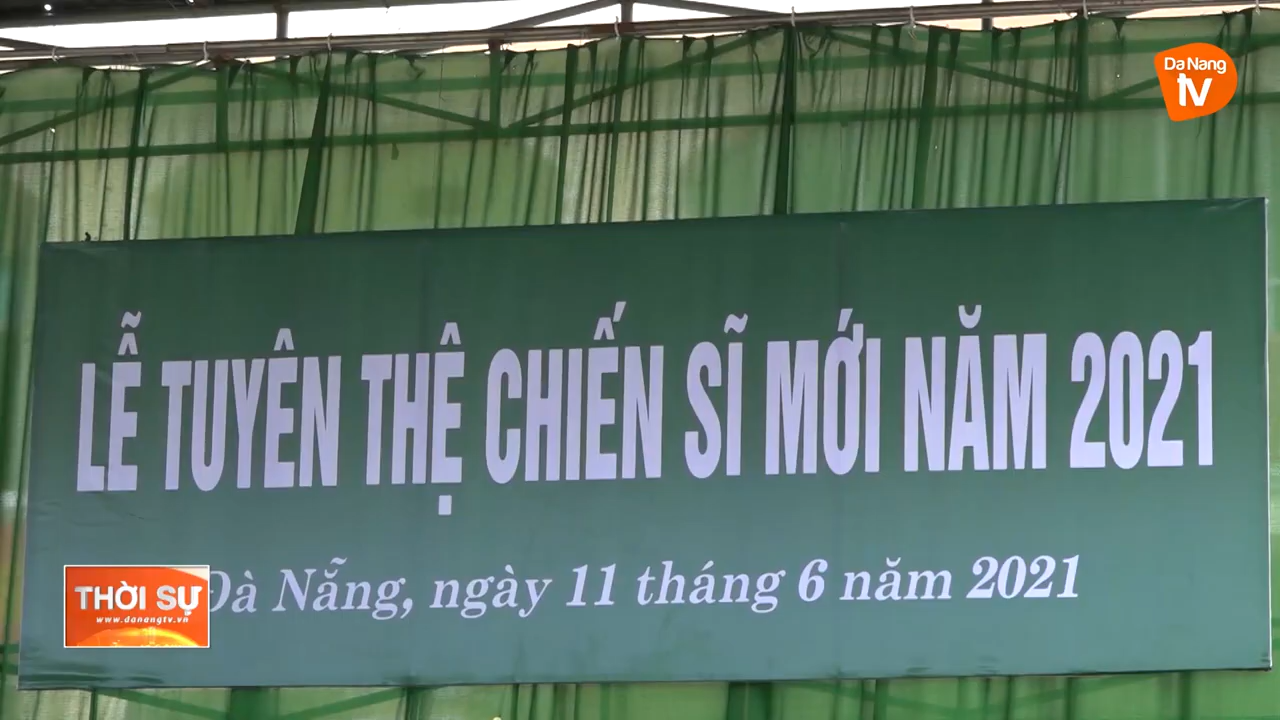 Da Nang
tv
LỄ TUYÊN THỆ CHIẾN SĨ MỚI NĂM 2021
Đà Nẵng, ngày 11 tháng 6 năm 2021
THỜI SỰ
www.danangtv.vn